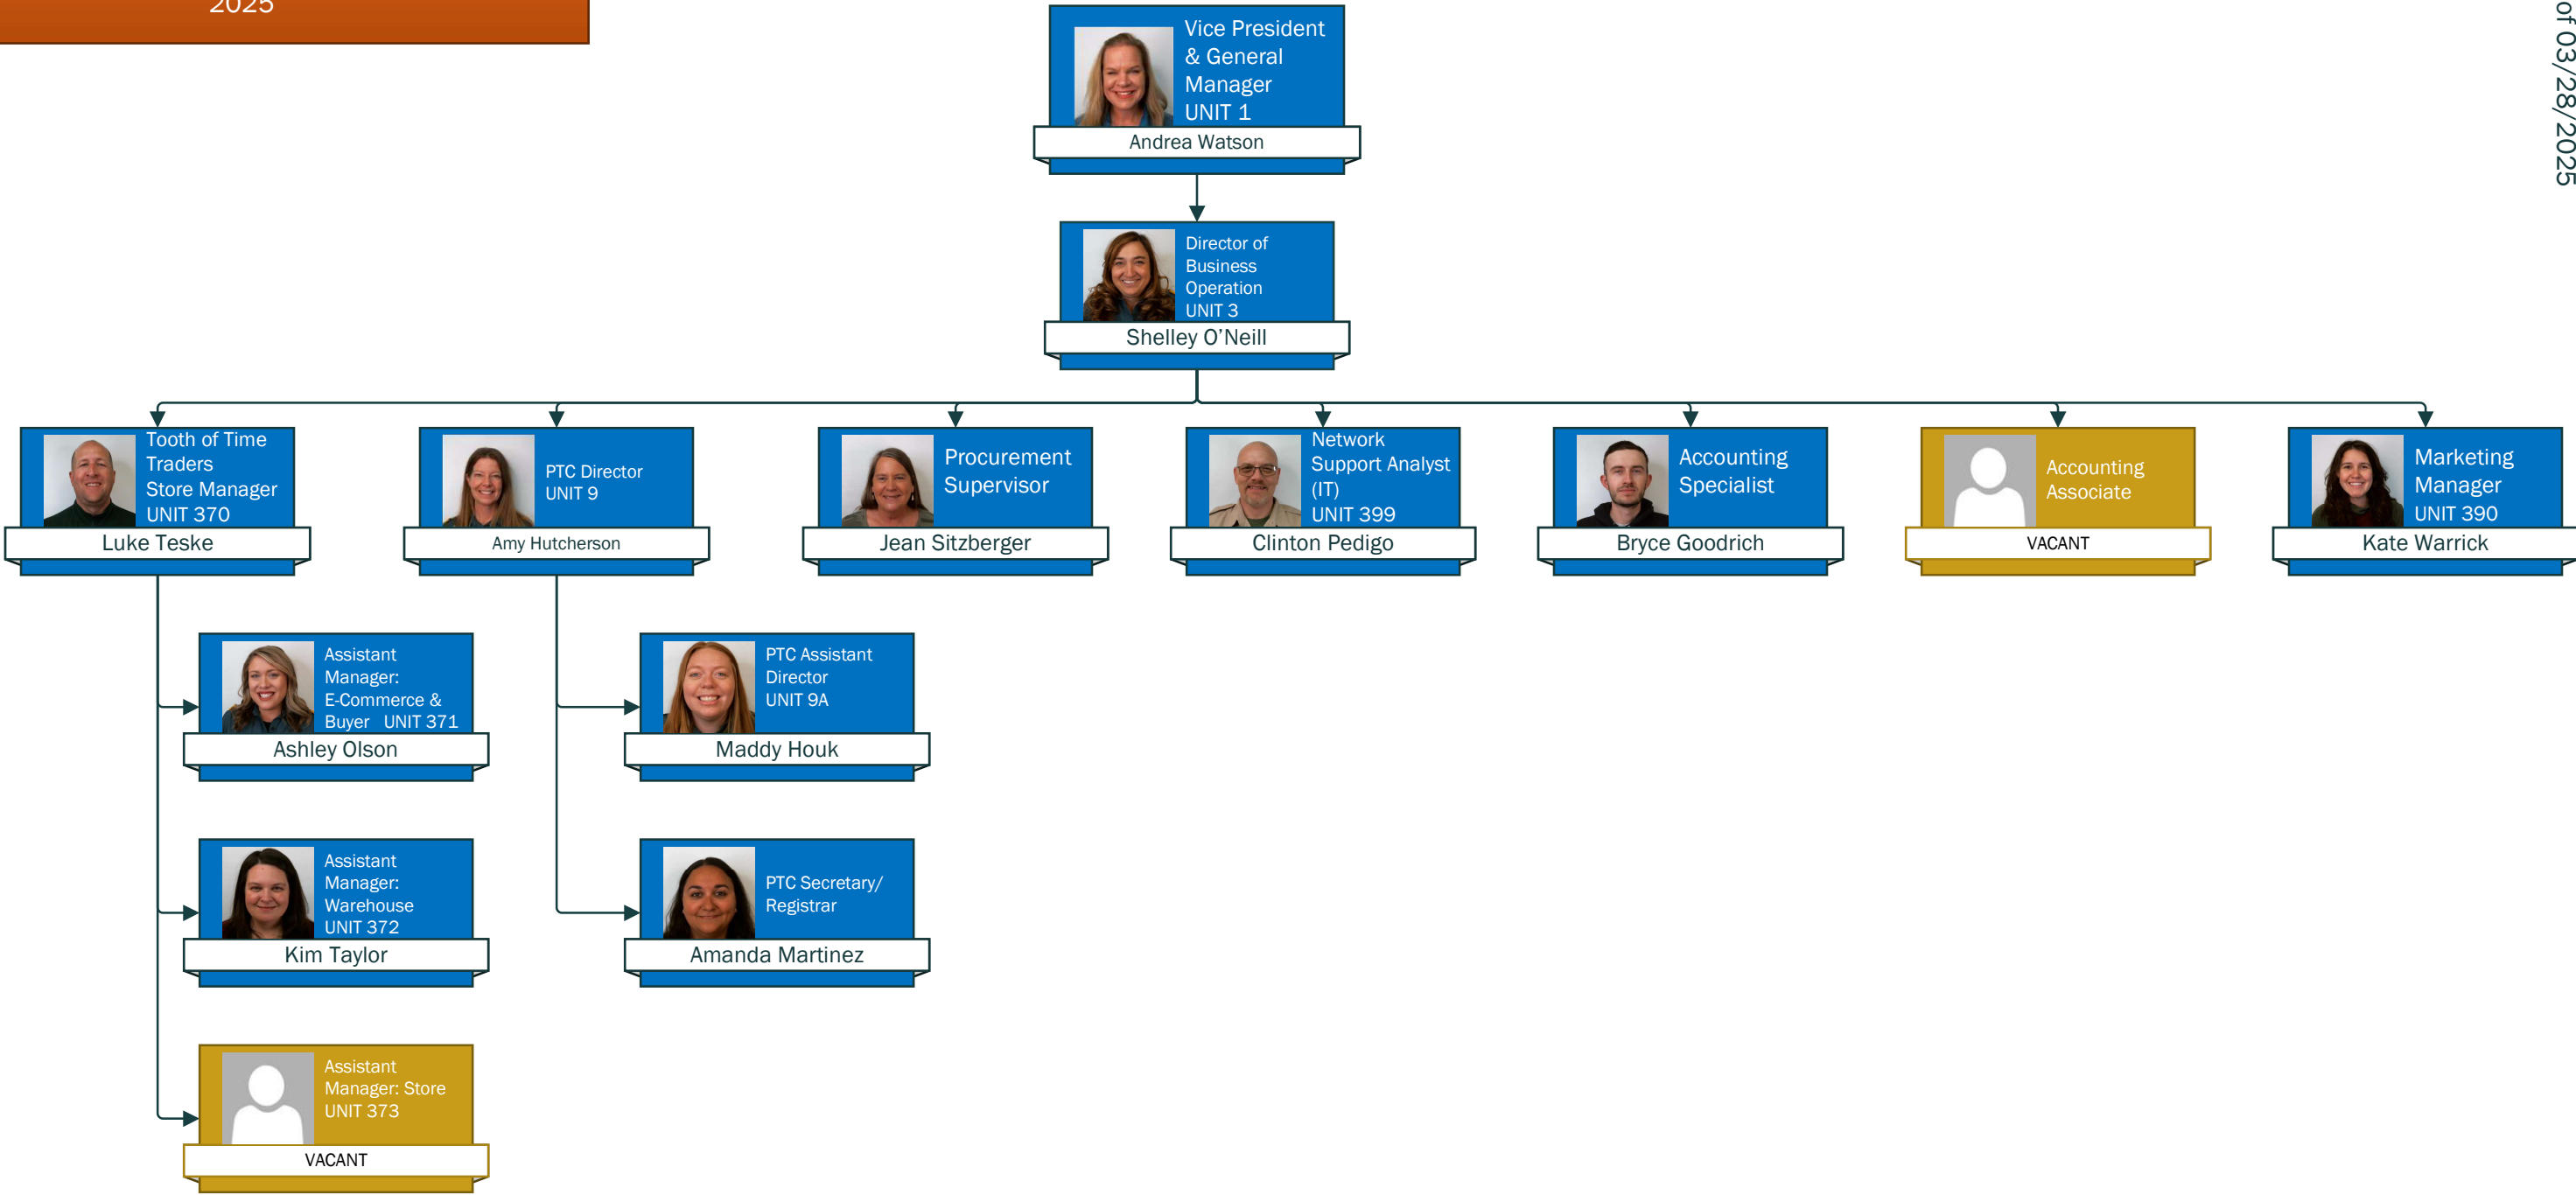 2025
of 03/28/2025
Vice President
& General
Manager
UNIT 1
Andrea Watson
Director of
Business
Operation
UNIT 3
Shelley O’Neill
Tooth of Time
Traders
Store Manager
UNIT 370
Luke Teske
PTC Director
UNIT 9
Amy Hutcherson
Procurement
Supervisor
Jean Sitzberger
Network
Support Analyst
(IT)
UNIT 399
Clinton Pedigo
Accounting
Specialist
Bryce Goodrich
Accounting
Associate
VACANT
Marketing
Manager
UNIT 390
Kate Warrick
Assistant
Manager:
E-Commerce &
Buyer UNIT 371
Ashley Olson
PTC Assistant
Director
UNIT 9A
Maddy Houk
Assistant
Manager:
Warehouse
UNIT 372
Kim Taylor
PTC Secretary/
Registrar
Amanda Martinez
Assistant
Manager: Store
UNIT 373
VACANT